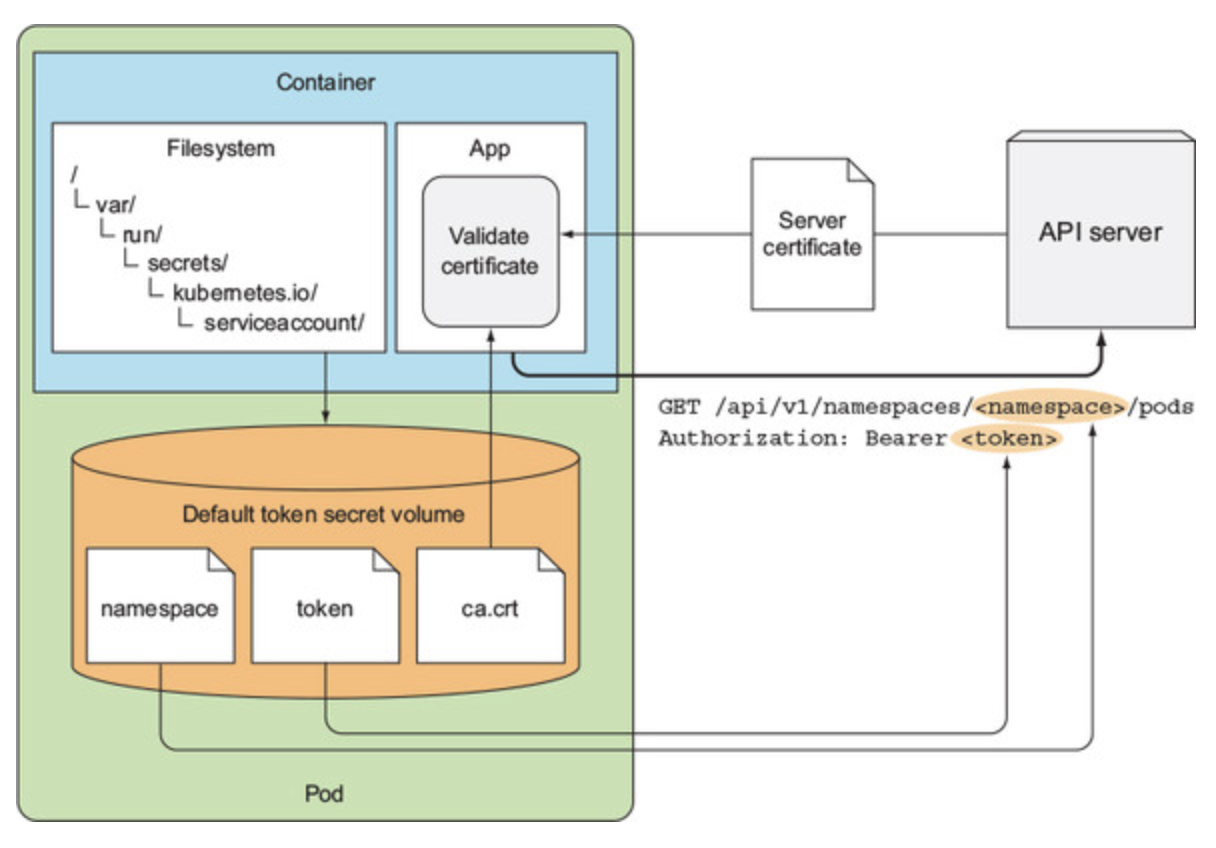 Container
Filesystem
/
var/
run/
secrets/
kubernetes.io/
serviceaccount/
App
Validate
certificate
Server
certificate
API server
GET /api/v1/namespaces/<namespace>/pods
Authorization: Bearer <token>
Default token secret volume
namespace
token
ca.crt
Pod